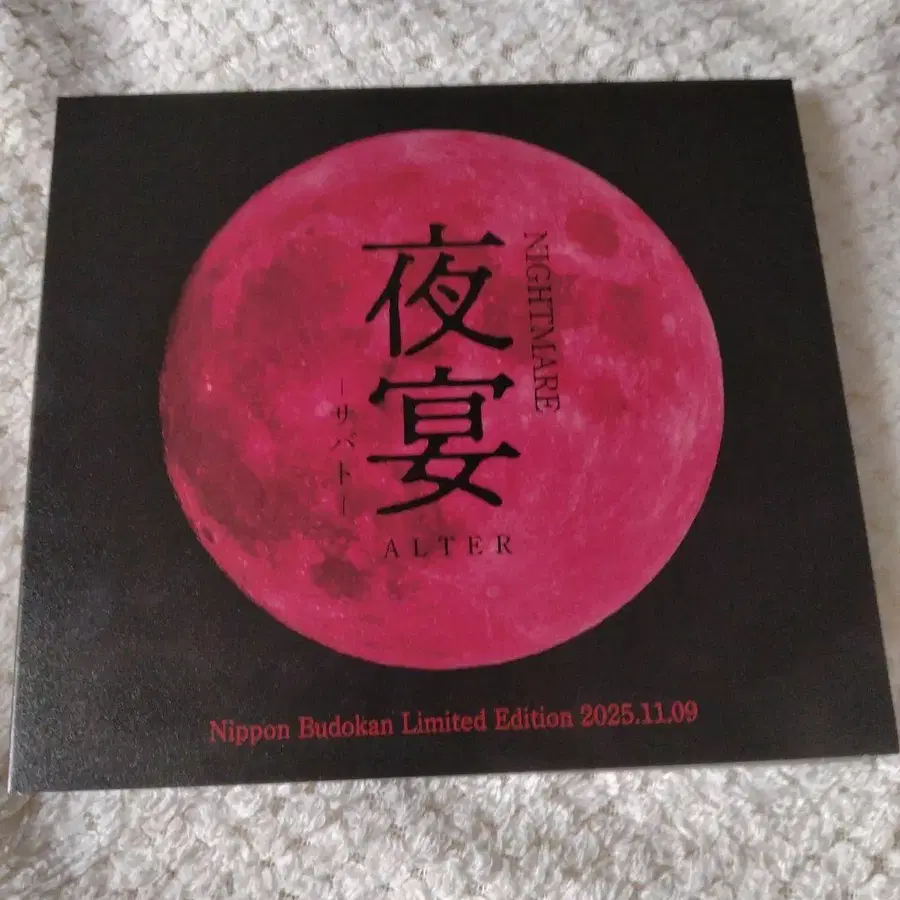 NIGHTMARE
夜宴
―サバト―
ALTER
Nippon Budokan Limited Edition 2025.11.09